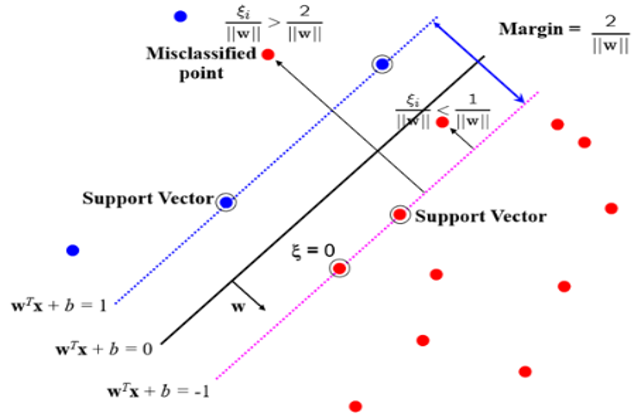 ξᵢ/||w|| > 2/||w||
Margin = 2/||w||
Misclassified
point
ξᵢ/||w|| < 1/||w||
Support Vector
Support Vector
ξ = 0
w
wᵀx + b = 1
wᵀx + b = 0
wᵀx + b = -1